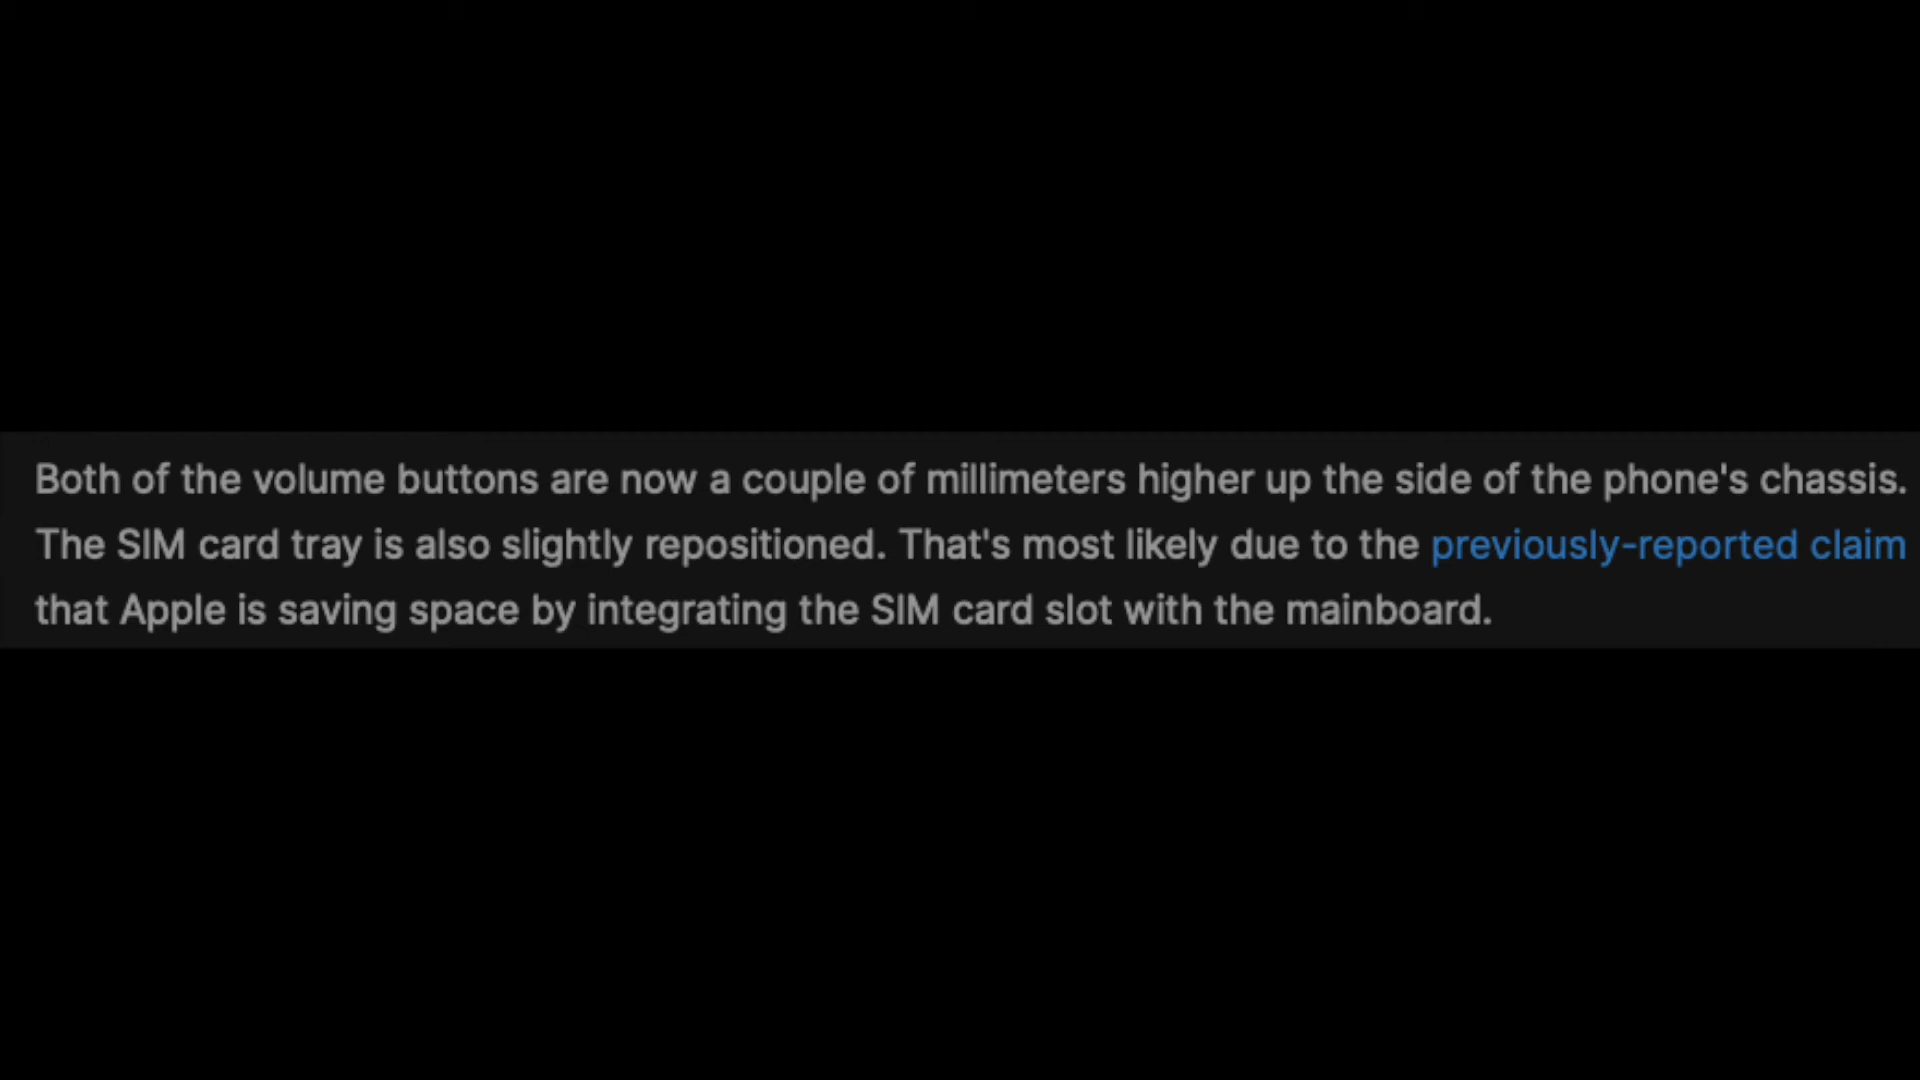 Both of the volume buttons are now a couple of millimeters higher up the side of the phone's chassis.
The SIM card tray is also slightly repositioned. That's most likely due to the previously-reported claim
that Apple is saving space by integrating the SIM card slot with the mainboard.